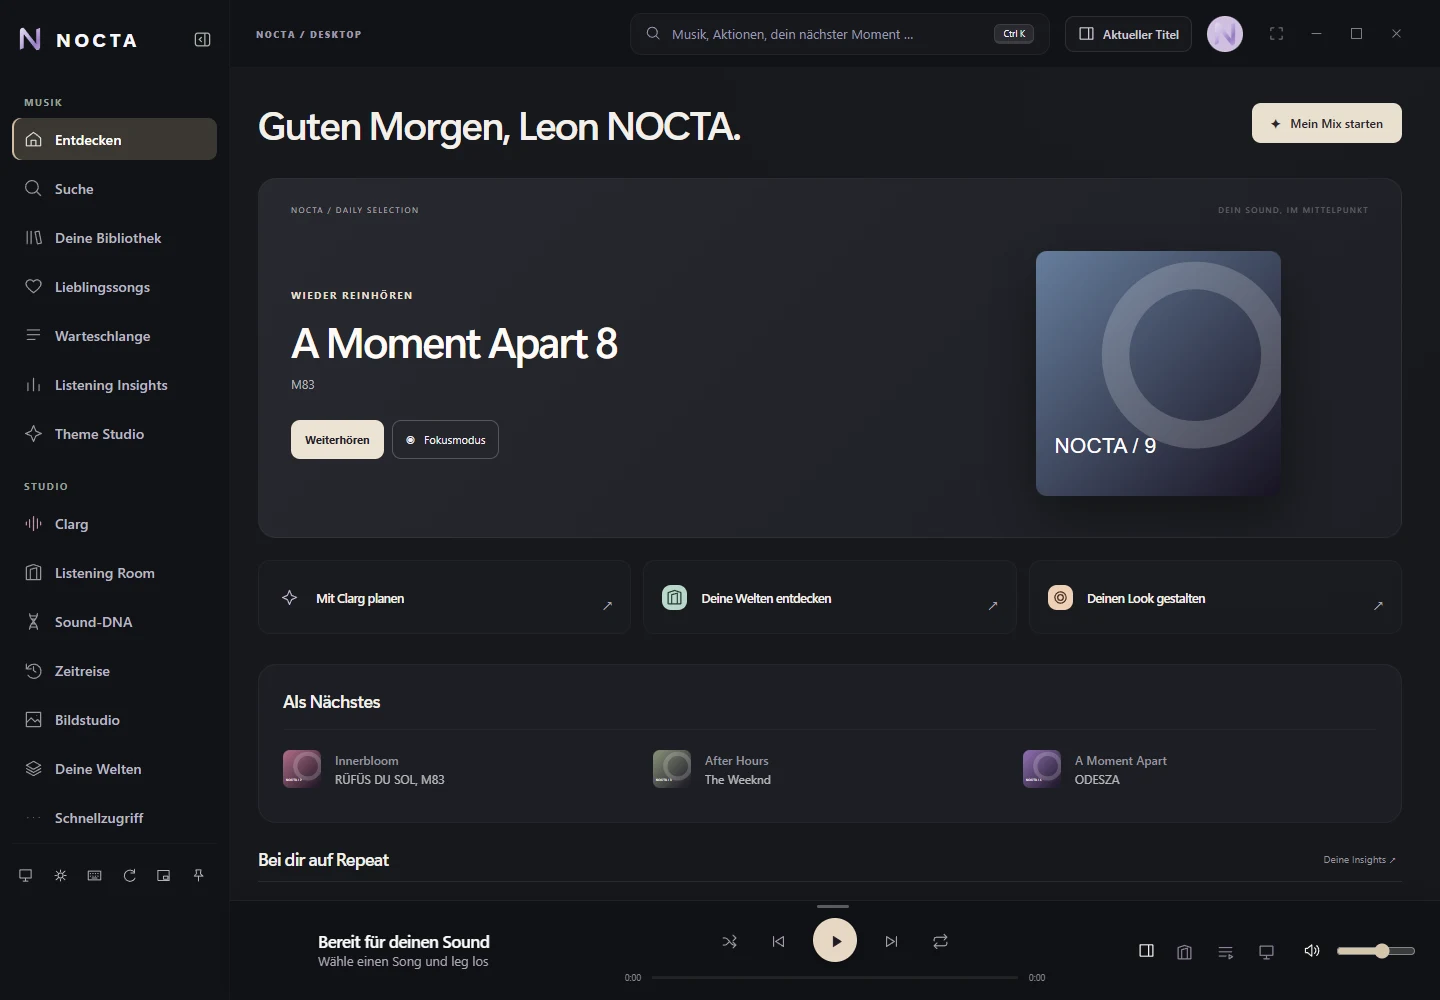 NOCTA
NOCTA / DESKTOP
Musik, Aktionen, dein nächster Moment ...
Ctrl K
Aktueller Titel
MUSIK
Entdecken
Suche
Deine Bibliothek
Lieblingssongs
Warteschlange
Listening Insights
Theme Studio
STUDIO
Clarg
Listening Room
Sound-DNA
Zeitreise
Bildstudio
Deine Welten
Schnellzugriff
Guten Morgen, Leon NOCTA.
Mein Mix starten
NOCTA / DAILY SELECTION
DEIN SOUND, IM MITTELPUNKT
WIEDER REINHÖREN
A Moment Apart 8
M83
Weiterhören
Fokusmodus
NOCTA / 9
Mit Clarg planen
Deine Welten entdecken
Deinen Look gestalten
Als Nächstes
Innerbloom
RÜFÜS DU SOL, M83
After Hours
The Weeknd
A Moment Apart
ODESZA
Bei dir auf Repeat
Deine Insights
Bereit für deinen Sound
Wähle einen Song und leg los
0:00
0:00